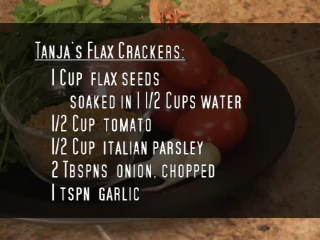 Tanja's Flax Crackers:
1 Cup flax seeds
soaked in 1 1/2 Cups water
1/2 Cup tomato
1/2 Cup italian parsley
2 Tbspns onion, chopped
1 tspn garlic